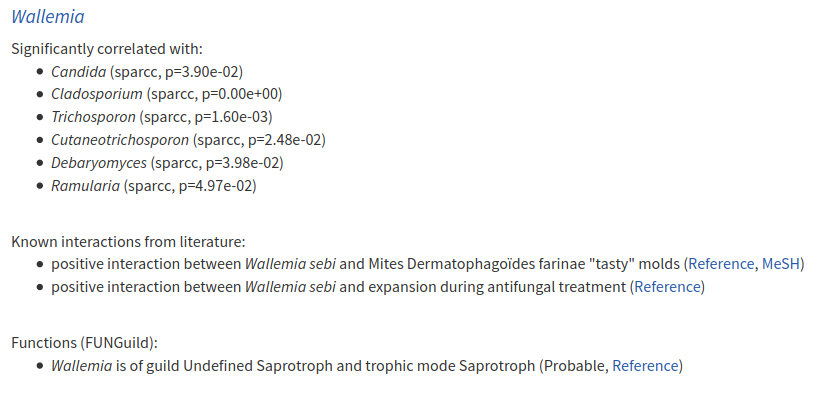 Wallemia
Significantly correlated with:
• Candida (sparcc, p=3.90e-02)
• Cladosporium (sparcc, p=0.00e+00)
• Trichosporon (sparcc, p=1.60e-03)
• Cutaneotrichosporon (sparcc, p=2.48e-02)
• Debaryomyces (sparcc, p=3.98e-02)
• Ramularia (sparcc, p=4.97e-02)
Known interactions from literature:
• positive interaction between Wallemia sebi and Mites Dermatophagoïdes farinae "tasty" molds (Reference, MeSH)
• positive interaction between Wallemia sebi and expansion during antifungal treatment (Reference)
Functions (FUNGuild):
• Wallemia is of guild Undefined Saprotroph and trophic mode Saprotroph (Probable, Reference)